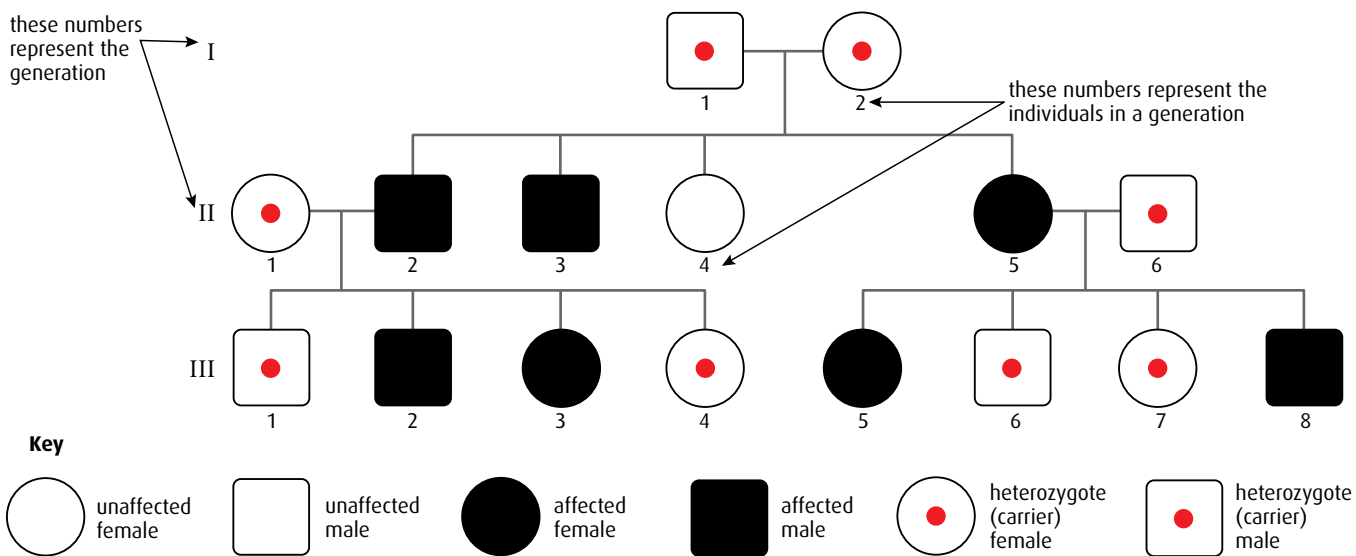 these numbers
represent the
generation
I
1
2
these numbers represent the
individuals in a generation
II
1
2
3
4
5
6
III
1
2
3
4
5
6
7
8
Key
unaffected
female
unaffected
male
affected
female
affected
male
heterozygote
(carrier)
female
heterozygote
(carrier)
male